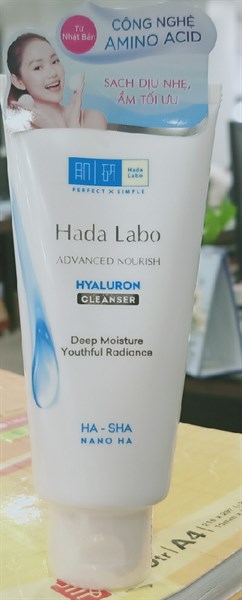 Từ
Nhật Bản
CÔNG NGHỆ
AMINO ACID
SẠCH DỊU NHẸ,
ẨM TỐI ƯU
肌研
Hada
Labo
PERFECT × SIMPLE
Hada Labo
ADVANCED NOURISH
HYALURON
CLEANSER
Deep Moisture
Youthful Radiance
HA - SHA
NANO HA
A4